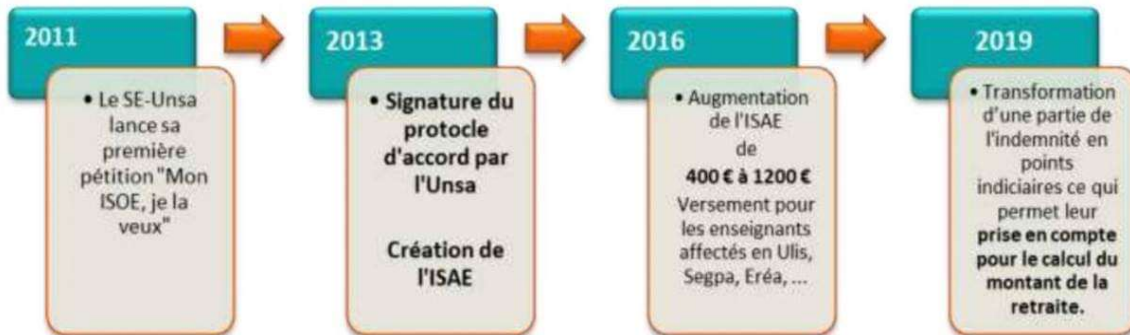 2011
• Le SE-Unsa
lance sa
première
pétition "Mon
ISOE, je la
veux"
2013
• Signature du
protocle
d'accord par
l'Unsa
Création de
l'ISAE
2016
• Augmentation
de l'ISAE
de
400 € à 1200 €
Versement pour
les enseignants
affectés en Ulis,
Segpa, Eréa, ...
2019
• Transformation
d'une partie de
l'indemnité en
points
indiciaires ce qui
permet leur
prise en compte
pour le calcul du
montant de la
retraite.